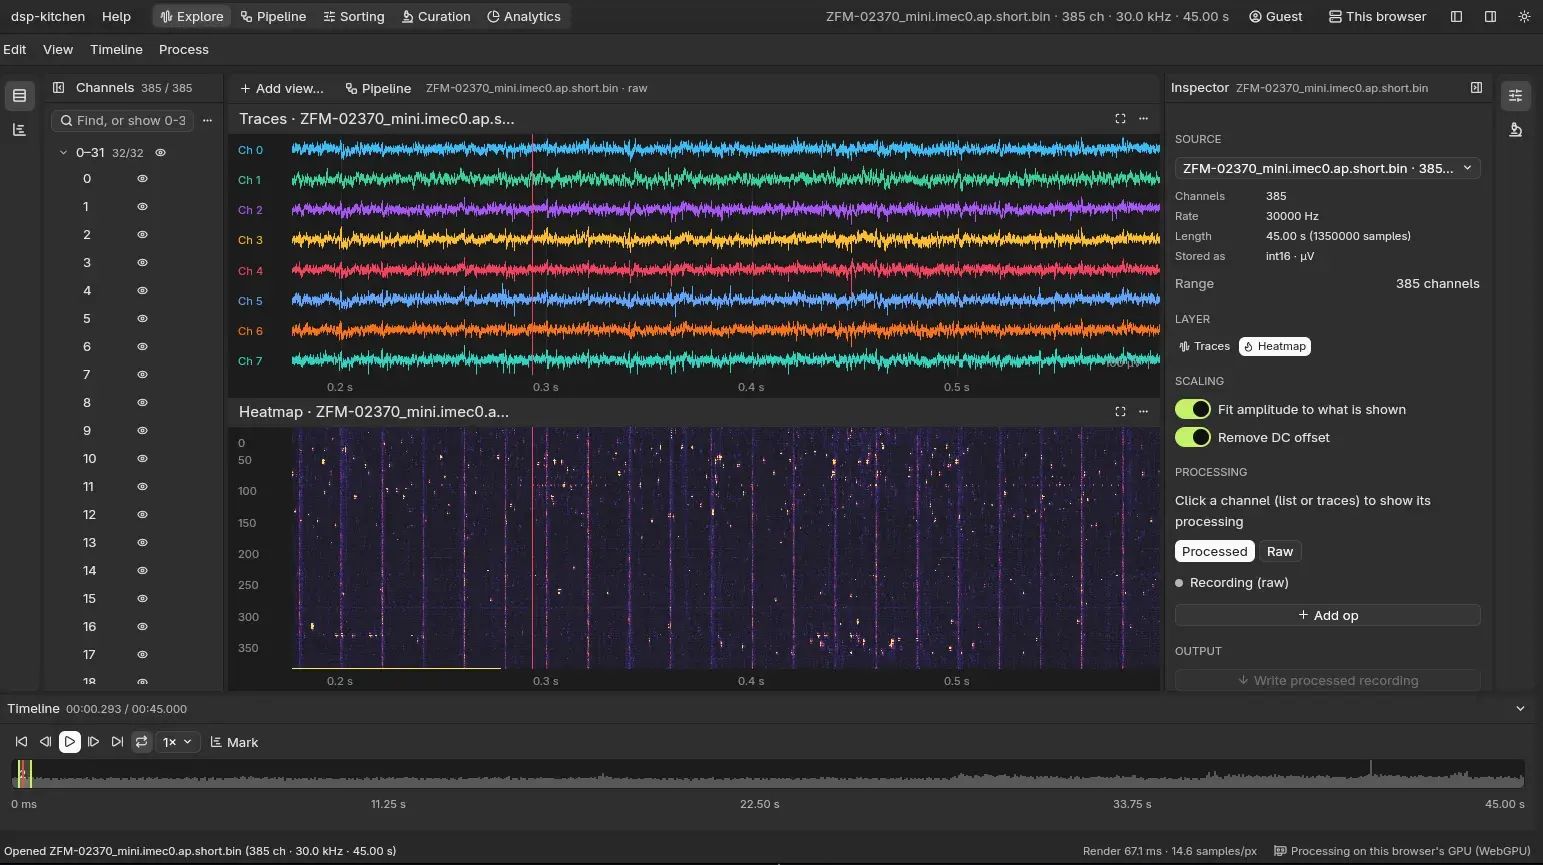 dsp-kitchen Help Explore Pipeline Sorting Curation Analytics ZFM-02370_mini.imec0.ap.short.bin · 385 ch · 30.0 kHz · 45.00 s Guest This browser
Edit View Timeline Process
Channels 385 / 385
Find, or show 0-3
0–31 32/32
0
1
2
3
4
5
6
7
8
9
10
11
12
13
14
15
16
17
18
+ Add view... Pipeline ZFM-02370_mini.imec0.ap.short.bin · raw
Traces · ZFM-02370_mini.imec0.ap.s...
Ch 0
Ch 1
Ch 2
Ch 3
Ch 4
Ch 5
Ch 6
Ch 7
0.2 s 0.3 s 0.4 s 0.5 s
Heatmap · ZFM-02370_mini.imec0.a...
0
50
100
150
200
250
300
350
0.2 s 0.3 s 0.4 s 0.5 s
Inspector ZFM-02370_mini.imec0.ap.short.bin
SOURCE
ZFM-02370_mini.imec0.ap.short.bin · 385...
Channels 385
Rate 30000 Hz
Length 45.00 s (1350000 samples)
Stored as int16 · µV
Range 385 channels
LAYER
Traces Heatmap
SCALING
Fit amplitude to what is shown
Remove DC offset
PROCESSING
Click a channel (list or traces) to show its
processing
Processed Raw
Recording (raw)
+ Add op
OUTPUT
Write processed recording
Timeline 00:00.293 / 00:45.000
1× Mark
0 ms 11.25 s 22.50 s 33.75 s 45.00 s
Opened ZFM-02370_mini.imec0.ap.short.bin (385 ch · 30.0 kHz · 45.00 s) Render 67.1 ms · 14.6 samples/px Processing on this browser's GPU (WebGPU)